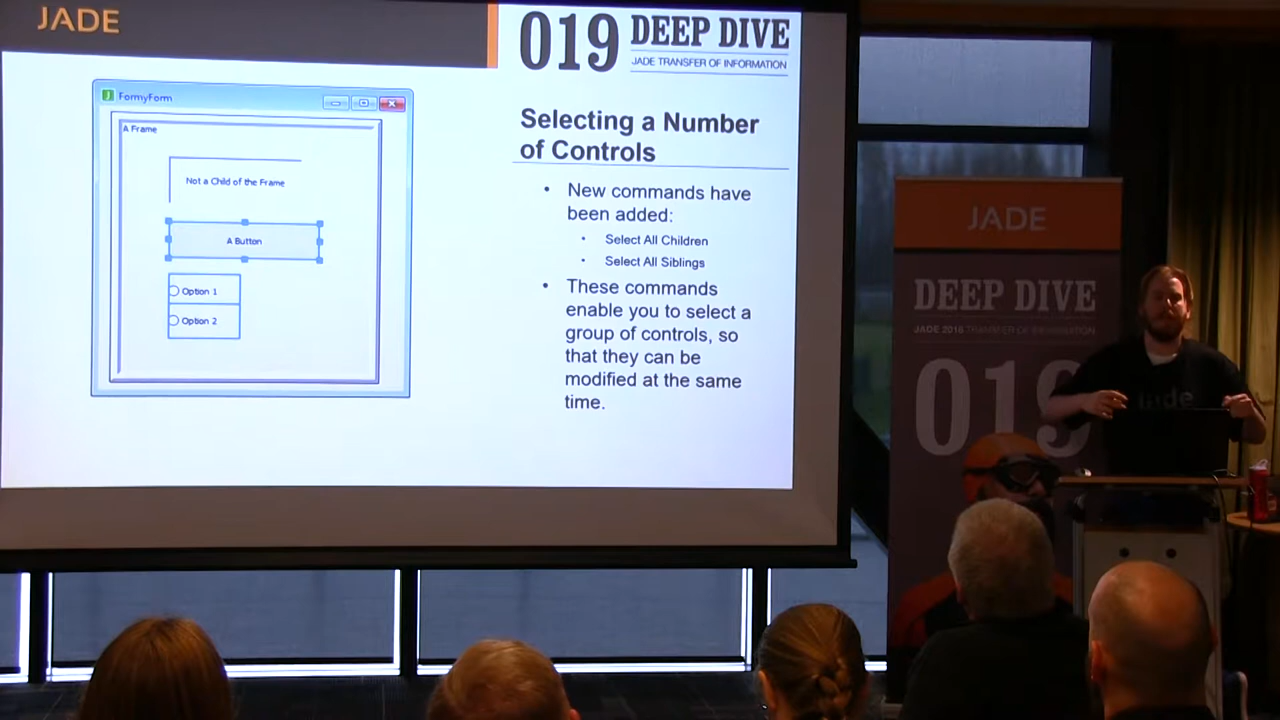 JADE
019 DEEP DIVE
JADE TRANSFER OF INFORMATION
FormyForm
A Frame
Not a Child of the Frame
A Button
Option 1
Option 2
Selecting a Number
of Controls
• New commands have
been added:
• Select All Children
• Select All Siblings
• These commands
enable you to select a
group of controls, so
that they can be
modified at the same
time.
JADE
DEEP DIVE
JADE 2018 TRANSFER OF INFORMATION
019
jade